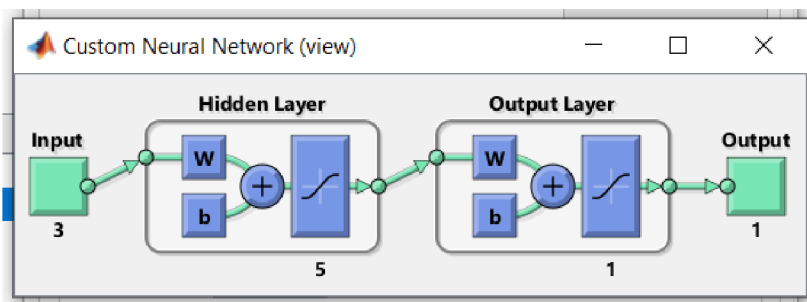 Custom Neural Network (view)
Hidden Layer
Output Layer
Input
Output
W
b
+
W
b
+
3
5
1
1